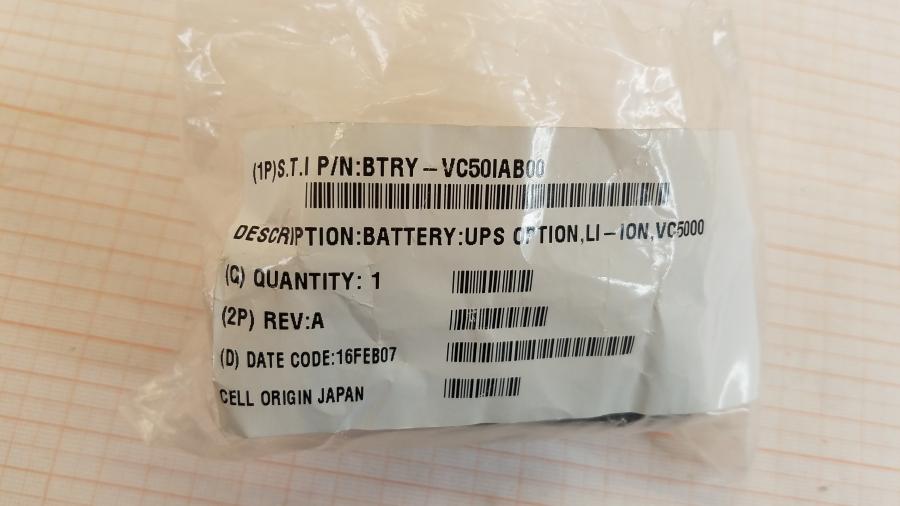 (1P)S.T.I P/N:BTRY-VC50IAB00
DESCRIPTION:BATTERY:UPS OPTION,LI-ION,VC5000
(Q) QUANTITY: 1
(2P) REV:A
(D) DATE CODE:16FEB07
CELL ORIGIN JAPAN